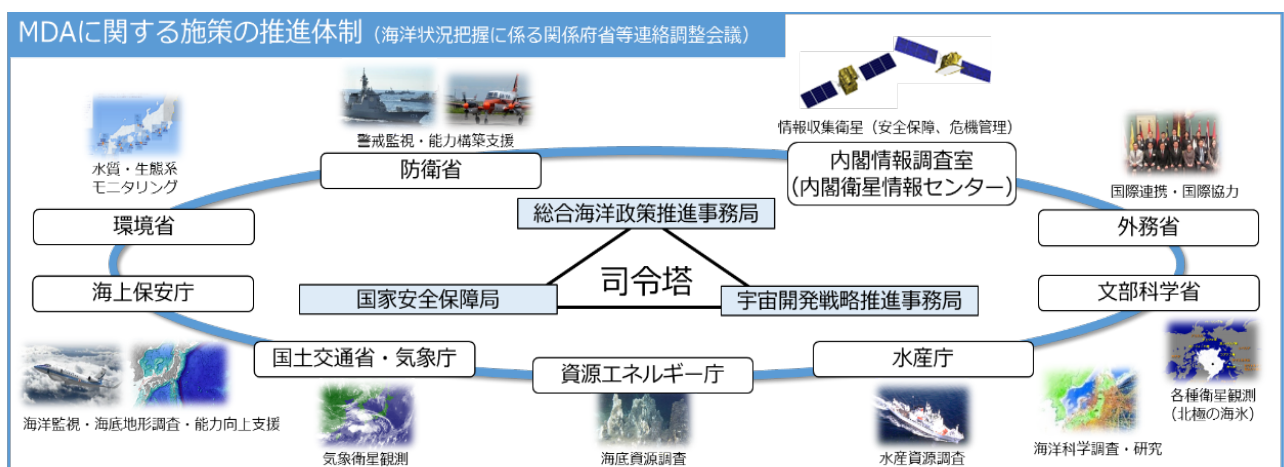 MDAに関する施策の推進体制（海洋状況把握に係る関係府省等連絡調整会議）
水質・生態系
モニタリング
警戒監視・能力構築支援
情報収集衛星（安全保障、危機管理）
国際連携・国際協力
防衛省
内閣情報調査室
（内閣衛星情報センター）
環境省
総合海洋政策推進事務局
外務省
司令塔
海上保安庁
国家安全保障局
宇宙開発戦略推進事務局
文部科学省
国土交通省・気象庁
資源エネルギー庁
水産庁
海洋監視・海底地形調査・能力向上支援
気象衛星観測
海底資源調査
水産資源調査
海洋科学調査・研究
各種衛星観測
（北極の海氷）